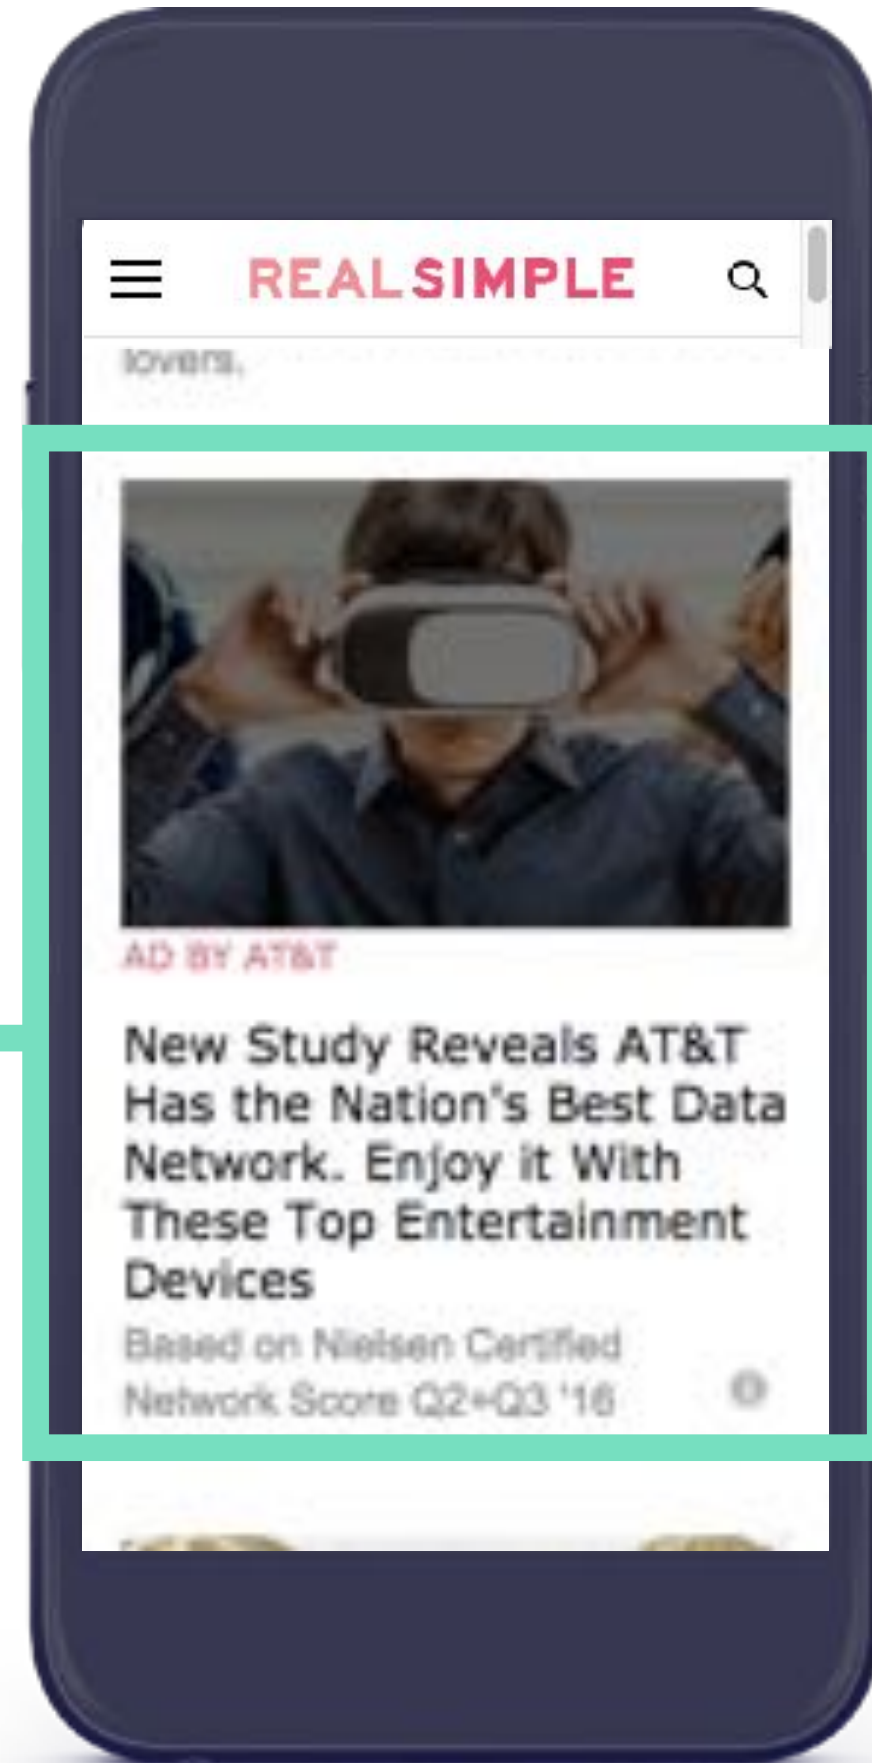 REAL SIMPLE
lovers.
AD BY AT&T
New Study Reveals AT&T
Has the Nation's Best Data
Network. Enjoy it With
These Top Entertainment
Devices
Based on Nielsen Certified
Network Score Q2+Q3 '16